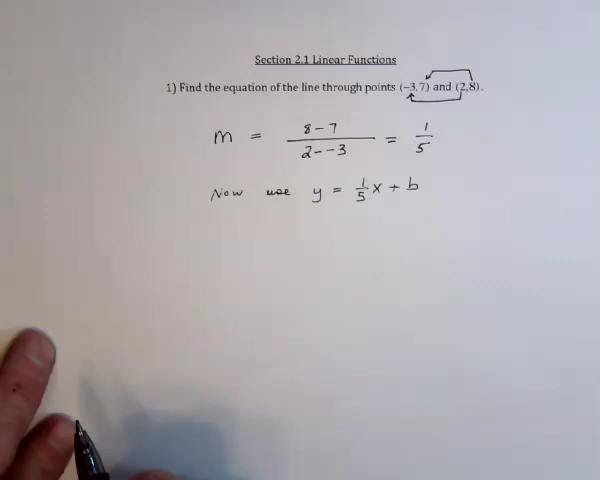 Section 2.1 Linear Functions
1) Find the equation of the line through points (−3,7) and (2,8).
m = 8 - 7 / 2 - -3 = 1/5
Now use y = 1/5 x + b